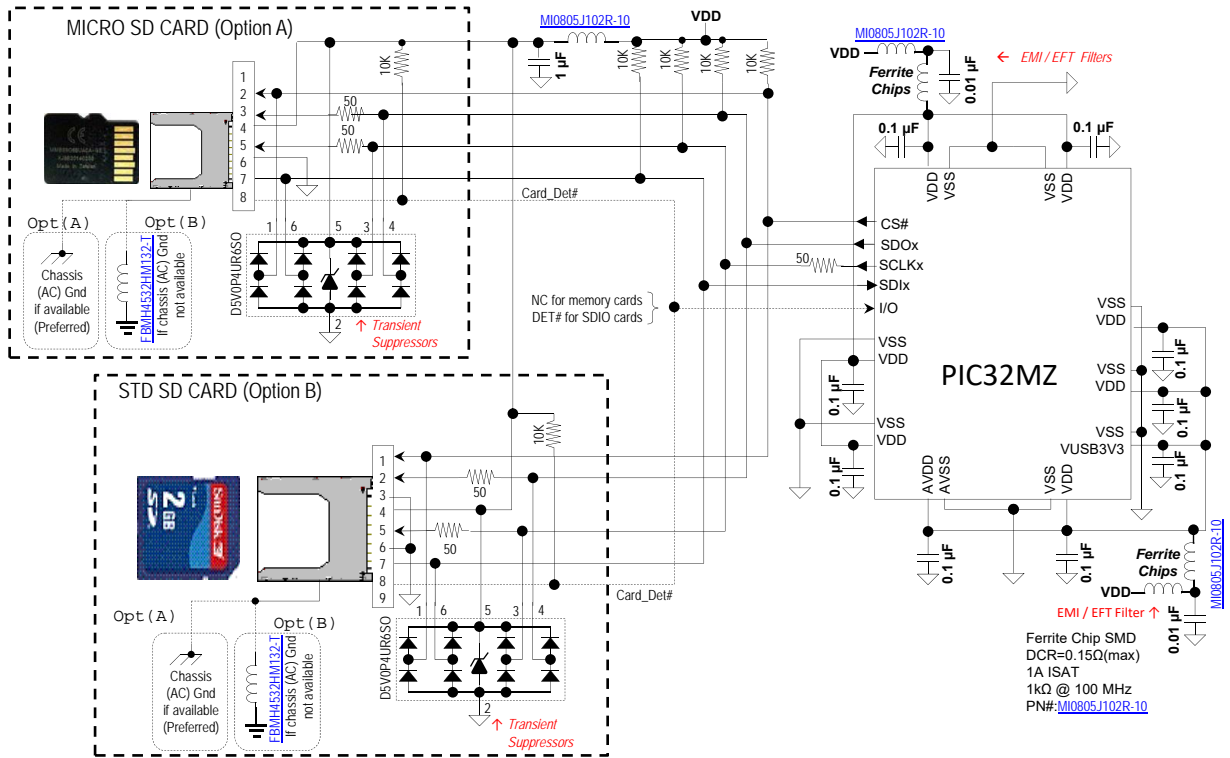 MICRO SD CARD (Option A)
MI0805J102R-10
VDD
10K
1 µF
10K
10K
10K
10K
1
2
3
4
5
6
7
8
50
50
Card_Det#
Opt(A)
Chassis
(AC) Gnd
if available
(Preferred)
Opt(B)
FBMH4532HM132-T
If chassis (AC) Gnd
not available
D5V0P4UR6SO
1
6
5
3
4
2
↑ Transient
Suppressors
MI0805J102R-10
VDD
Ferrite
Chips
0.01 µF
← EMI / EFT Filters
0.1 µF
0.1 µF
VDD
VSS
VSS
VDD
CS#
SDOx
50
SCLKx
SDIx
I/O
NC for memory cards
DET# for SDIO cards
VSS
VDD
0.1 µF
VSS
VDD
0.1 µF
PIC32MZ
VSS
VDD
0.1 µF
VSS
VDD
0.1 µF
VSS
VUSB3V3
0.1 µF
AVDD
AVSS
VSS
VDD
0.1 µF
0.1 µF
STD SD CARD (Option B)
10K
SanDisk
2
GB
SD
1
2
3
4
5
6
7
8
9
50
50
Card_Det#
Opt(A)
Chassis
(AC) Gnd
if available
(Preferred)
Opt(B)
FBMH4532HM132-T
If chassis (AC) Gnd
not available
D5V0P4UR6SO
1
6
5
3
4
2
↑ Transient
Suppressors
Ferrite
Chips
MI0805J102R-10
VDD
EMI / EFT Filter ↑
0.01 µF
Ferrite Chip SMD
DCR=0.15Ω(max)
1A ISAT
1kΩ @ 100 MHz
PN#:MI0805J102R-10